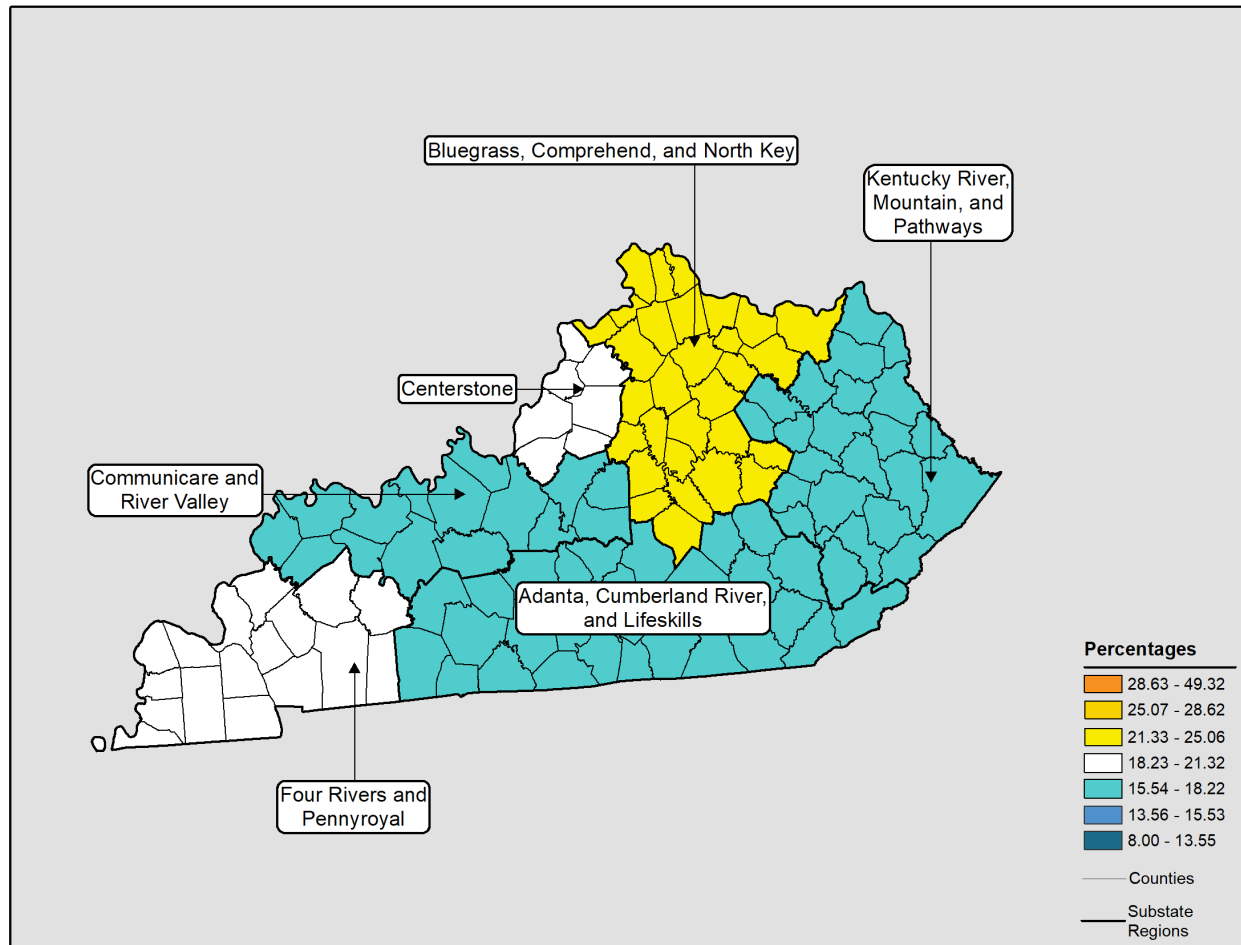 Bluegrass, Comprehend, and North Key
Kentucky River,
Mountain, and
Pathways
Centerstone
Communicare and
River Valley
Adanta, Cumberland River,
and Lifeskills
Four Rivers and
Pennyroyal
Percentages
28.63 - 49.32
25.07 - 28.62
21.33 - 25.06
18.23 - 21.32
15.54 - 18.22
13.56 - 15.53
8.00 - 13.55
Counties
Substate
Regions